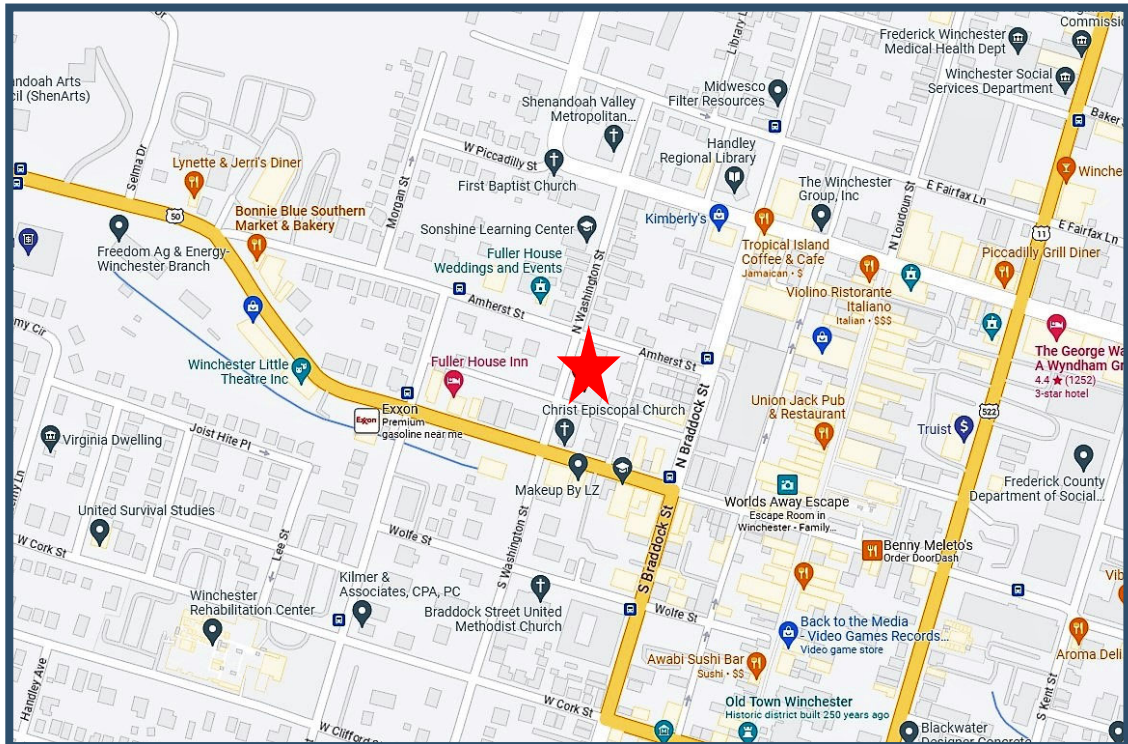 Commissio
Frederick Winchester
Medical Health Dept
ndoah Arts
cil (ShenArts)
Library Ln
Winchester Social
Services Department
Midwesco
Filter Resources
Shenandoah Valley
Metropolitan...
Baker
Selma Dr
Lynette & Jerri's Diner
W Piccadilly St
Handley
Regional Library
First Baptist Church
Morgan St
The Winchester
Group, Inc
E Fairfax Ln
Winche
50
Bonnie Blue Southern
Market & Bakery
Kimberly's
N Loudoun St
E Fairfax Ln
11
Sonshine Learning Center
Tropical Island
Coffee & Cafe
Jamaican · $
Freedom Ag & Energy-
Winchester Branch
Fuller House
Weddings and Events
Piccadilly Grill Diner
N Washington St
Violino Ristorante
Italiano
Italian · $$$
Amherst St
my Cir
Amherst St
The George Wa
A Wyndham Gr
4.4 ★ (1252)
3-star hotel
Winchester Little
Theatre Inc
Fuller House Inn
Union Jack Pub
& Restaurant
522
Exxon
Exxon
Premium
gasoline near me
Christ Episcopal Church
N Braddock St
Truist
$
Joist Hite Pl
Virginia Dwelling
Makeup By LZ
Worlds Away Escape
Escape Room in
Winchester - Family...
Frederick County
Department of Social...
my Ln
United Survival Studies
S Washington St
S Braddock St
Wolfe St
W Cork St
Lee St
Benny Meleto's
Order DoorDash
Kilmer &
Associates, CPA, PC
Winchester
Rehabilitation Center
Braddock Street United
Methodist Church
Wolfe St
Vib
Back to the Media
- Video Games Records...
Video game store
Aroma Deli
Awabi Sushi Bar
Sushi · $$
Handley Ave
W Cork St
Old Town Winchester
Historic district built 250 years ago
S Kent St
W Clifford St
Blackwater
Designer Concrete